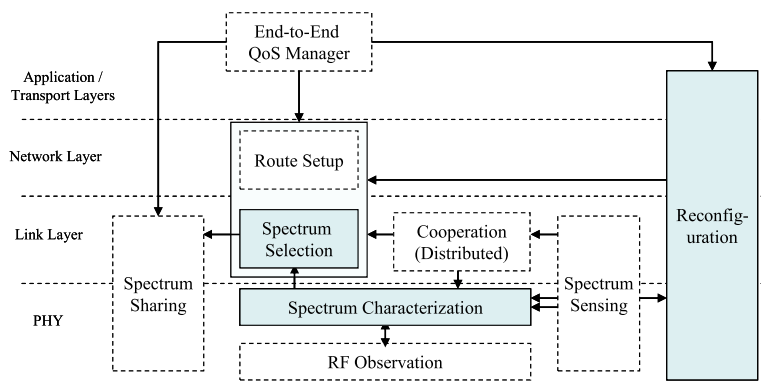 End-to-End
QoS Manager
Application /
Transport Layers
Network Layer
Route Setup
Link Layer
Spectrum
Selection
Cooperation
(Distributed)
Reconfig-
uration
Spectrum
Sharing
Spectrum
Sensing
PHY
Spectrum Characterization
RF Observation